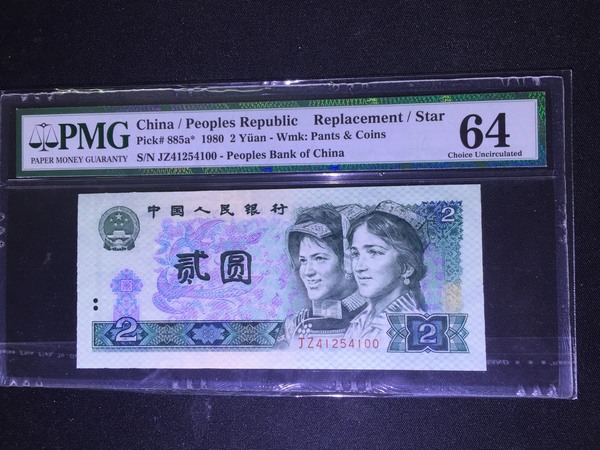 PMG
PAPER MONEY GUARANTY
China / Peoples Republic Replacement / Star
Pick# 885a* 1980 2 Yüan - Wmk: Pants & Coins
S/N JZ41254100 - Peoples Bank of China
64
Choice Uncirculated
中国人民银行
2
贰圆
JZ41254100
2
2